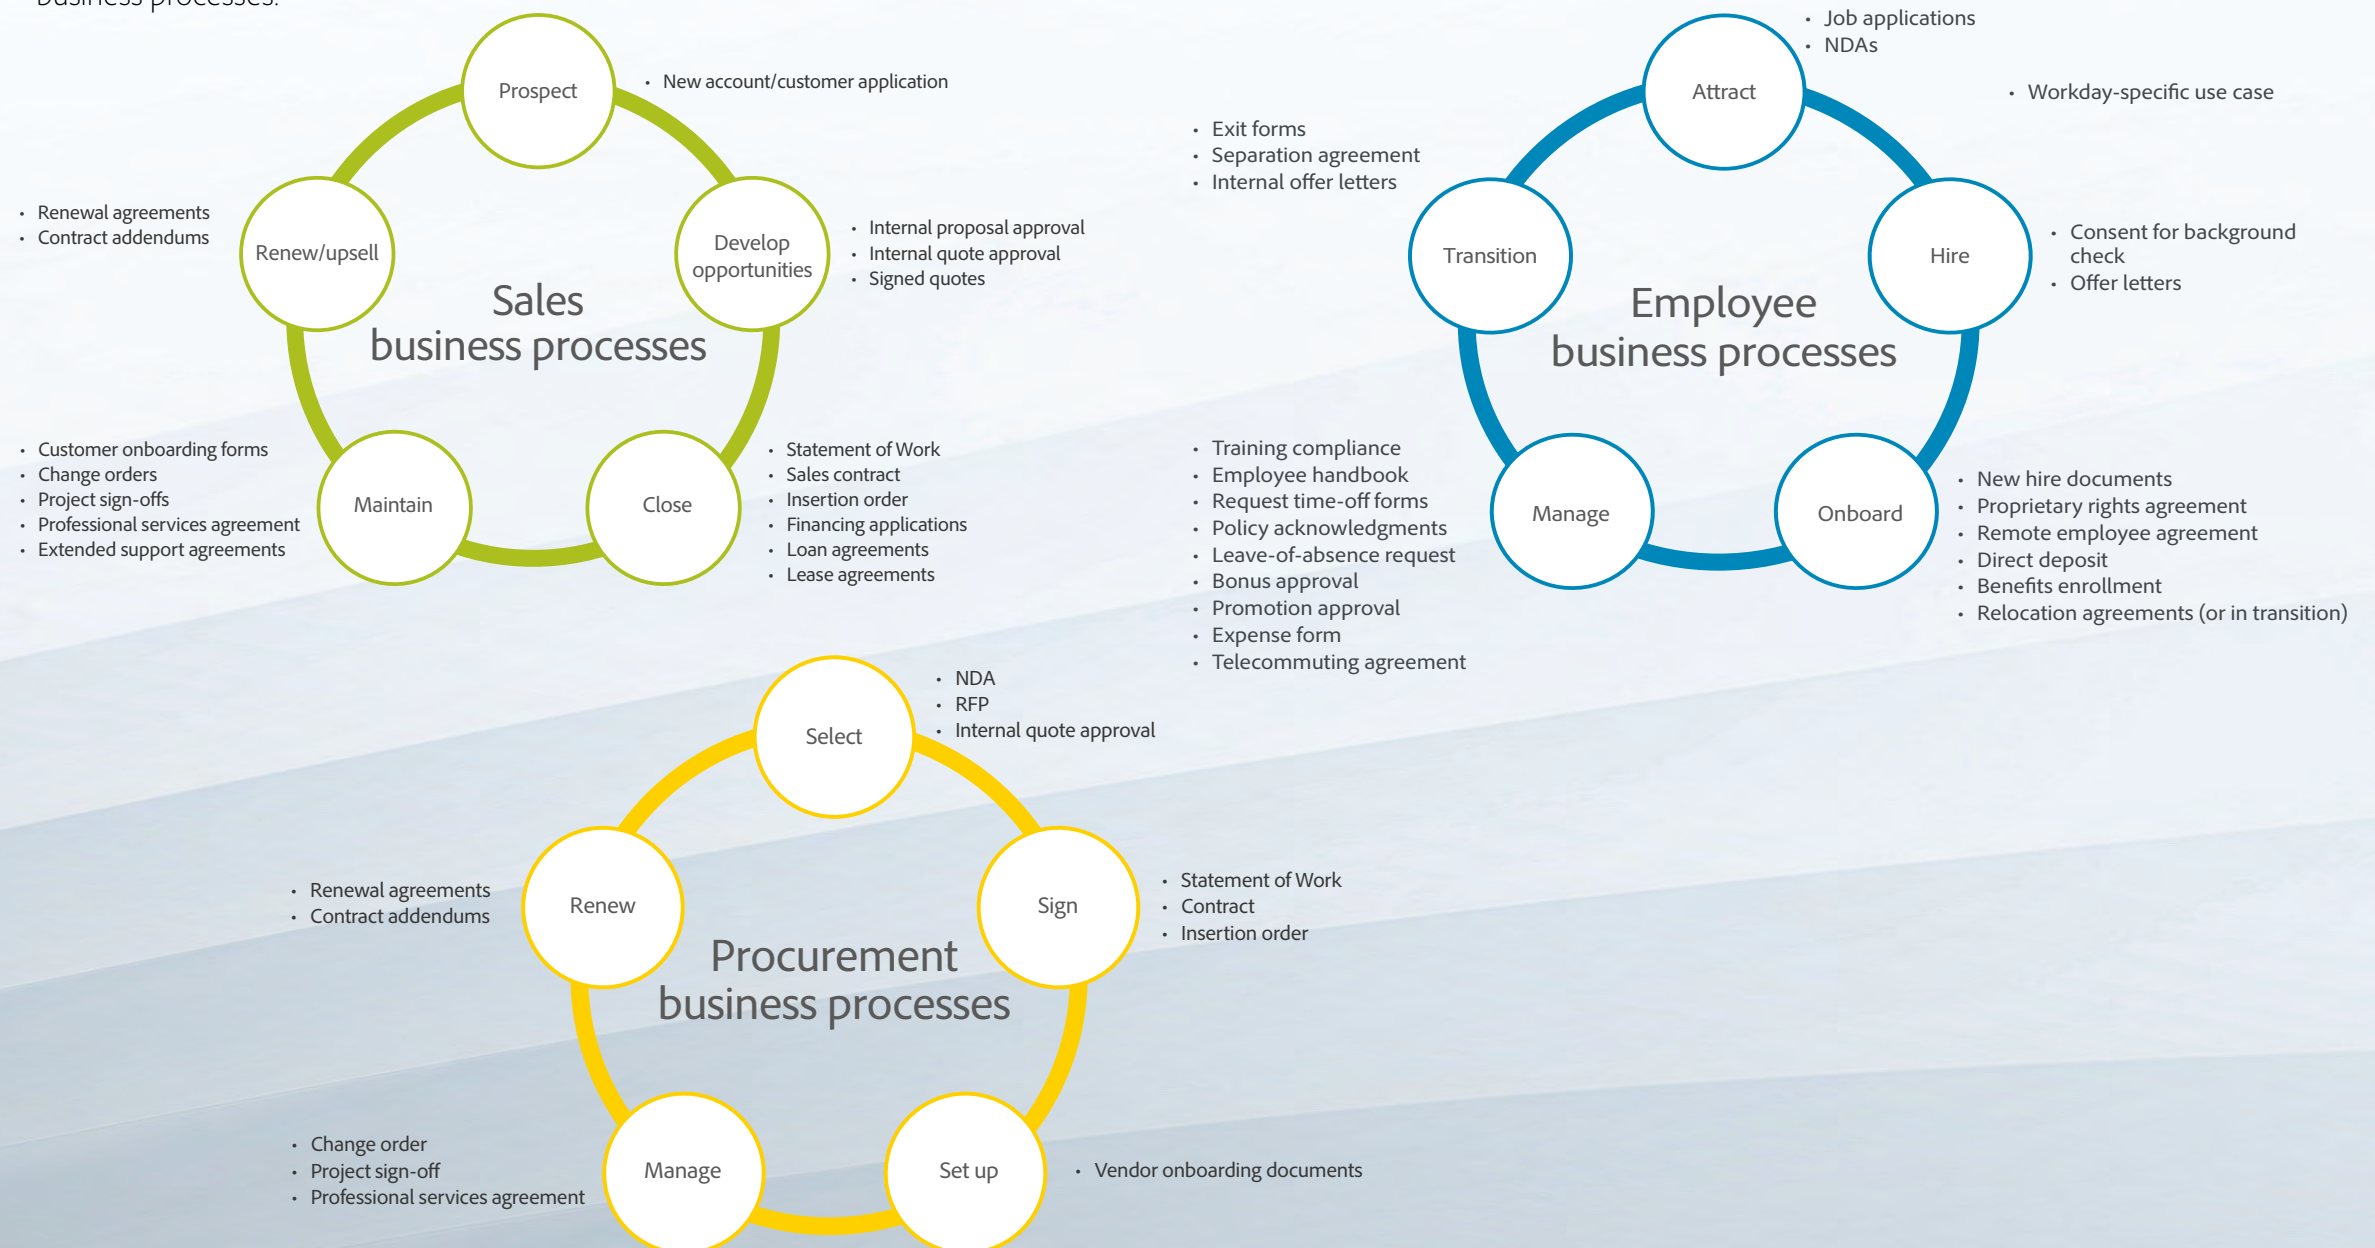 business processes.
Prospect
• New account/customer application
Develop
opportunities
• Internal proposal approval
• Internal quote approval
• Signed quotes
Close
• Statement of Work
• Sales contract
• Insertion order
• Financing applications
• Loan agreements
• Lease agreements
Maintain
• Customer onboarding forms
• Change orders
• Project sign-offs
• Professional services agreement
• Extended support agreements
Renew/upsell
• Renewal agreements
• Contract addendums
Sales
business processes
Attract
• Job applications
• NDAs
• Workday-specific use case
Hire
• Consent for background
check
• Offer letters
Onboard
• New hire documents
• Proprietary rights agreement
• Remote employee agreement
• Direct deposit
• Benefits enrollment
• Relocation agreements (or in transition)
Manage
• Training compliance
• Employee handbook
• Request time-off forms
• Policy acknowledgments
• Leave-of-absence request
• Bonus approval
• Promotion approval
• Expense form
• Telecommuting agreement
Transition
• Exit forms
• Separation agreement
• Internal offer letters
Employee
business processes
Select
• NDA
• RFP
• Internal quote approval
Sign
• Statement of Work
• Contract
• Insertion order
Set up
• Vendor onboarding documents
Manage
• Change order
• Project sign-off
• Professional services agreement
Renew
• Renewal agreements
• Contract addendums
Procurement
business processes